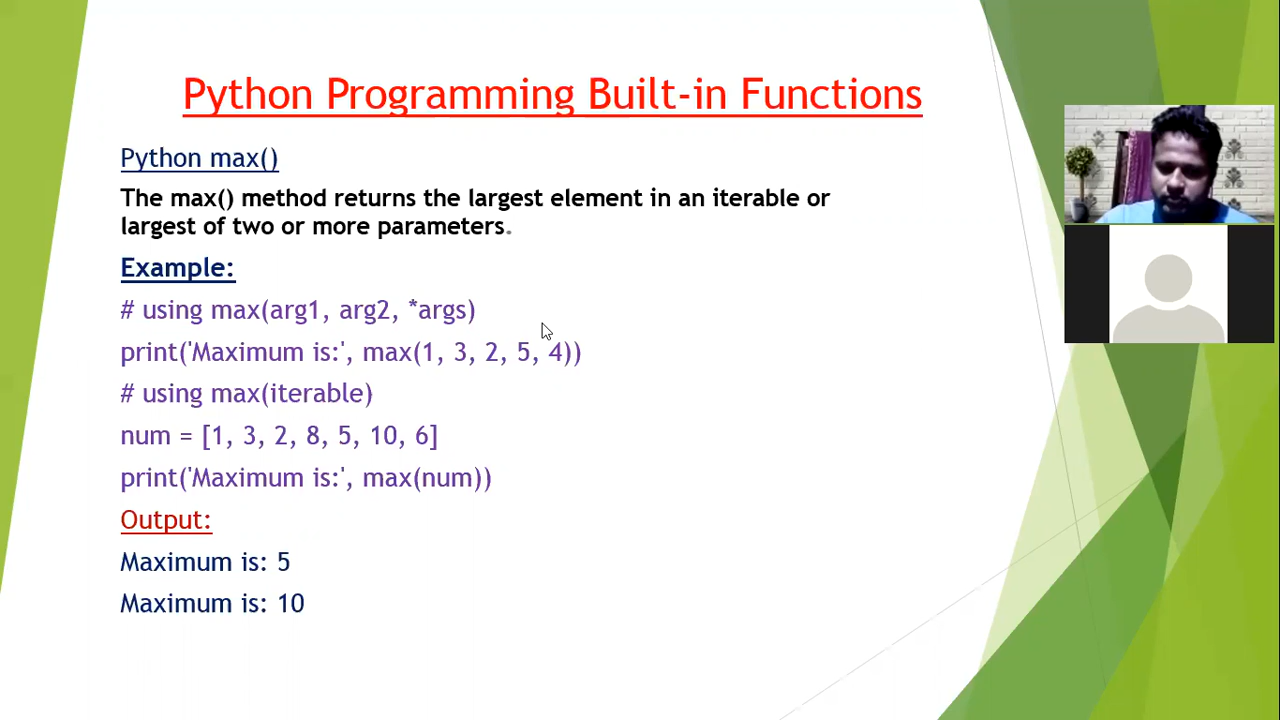 Python Programming Built-in Functions
Python max()
The max() method returns the largest element in an iterable or
largest of two or more parameters.
Example:
# using max(arg1, arg2, *args)
print('Maximum is:', max(1, 3, 2, 5, 4))
# using max(iterable)
num = [1, 3, 2, 8, 5, 10, 6]
print('Maximum is:', max(num))
Output:
Maximum is: 5
Maximum is: 10